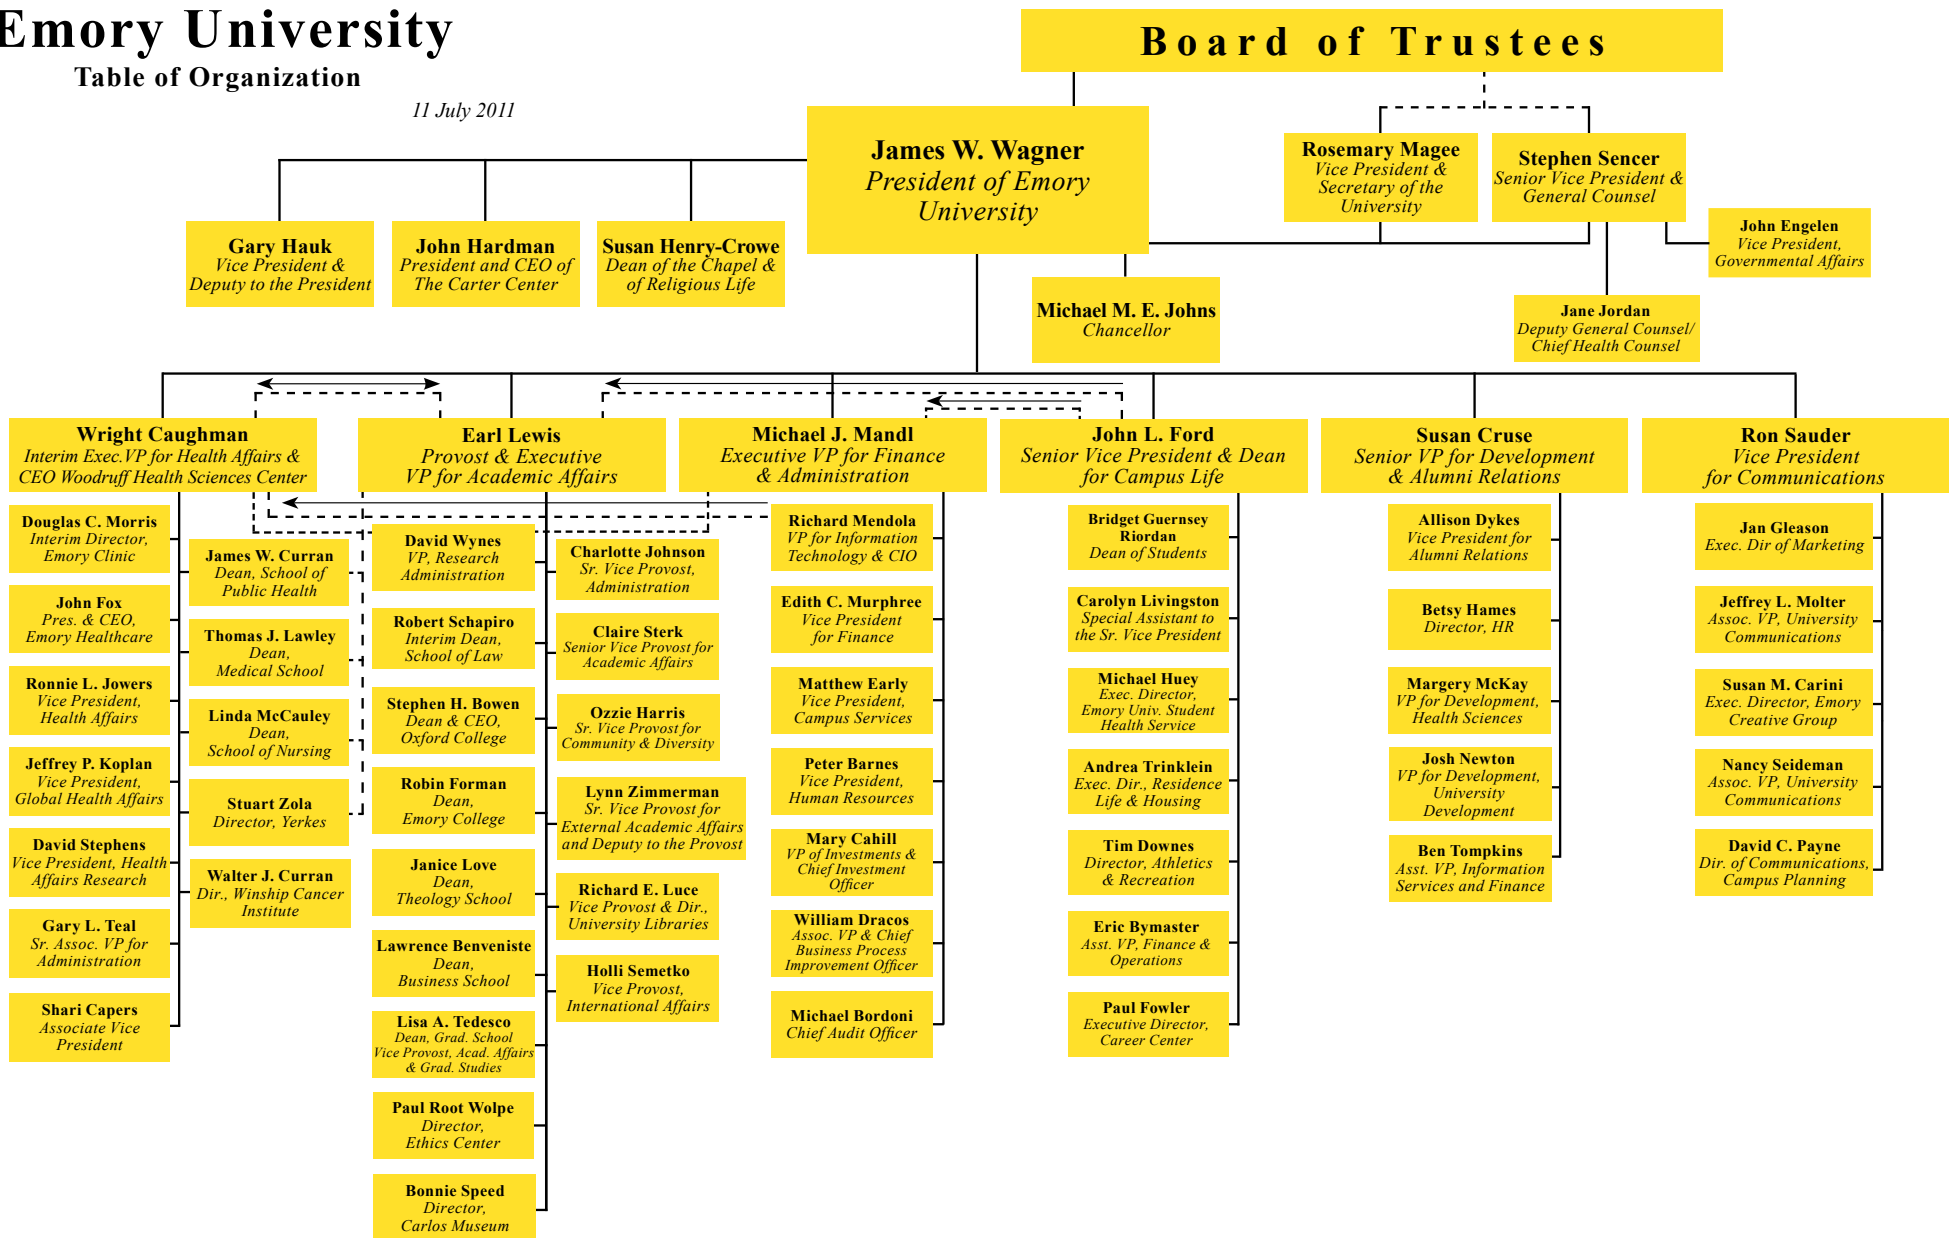 Emory University
Table of Organization
11 July 2011
Board of Trustees
James W. Wagner
President of Emory
University
Rosemary Magee
Vice President &
Secretary of the
University
Stephen Sencer
Senior Vice President &
General Counsel
John Engelen
Vice President,
Governmental Affairs
Gary Hauk
Vice President &
Deputy to the President
John Hardman
President and CEO of
The Carter Center
Susan Henry-Crowe
Dean of the Chapel &
of Religious Life
Michael M. E. Johns
Chancellor
Jane Jordan
Deputy General Counsel/
Chief Health Counsel
Wright Caughman
Interim Exec.VP for Health Affairs &
CEO Woodruff Health Sciences Center
Earl Lewis
Provost & Executive
VP for Academic Affairs
Michael J. Mandl
Executive VP for Finance
& Administration
John L. Ford
Senior Vice President & Dean
for Campus Life
Susan Cruse
Senior VP for Development
& Alumni Relations
Ron Sauder
Vice President
for Communications
Douglas C. Morris
Interim Director,
Emory Clinic
John Fox
Pres. & CEO,
Emory Healthcare
Ronnie L. Jowers
Vice President,
Health Affairs
Jeffrey P. Koplan
Vice President,
Global Health Affairs
David Stephens
Vice President, Health
Affairs Research
Gary L. Teal
Sr. Assoc. VP for
Administration
Shari Capers
Associate Vice
President
James W. Curran
Dean, School of
Public Health
Thomas J. Lawley
Dean,
Medical School
Linda McCauley
Dean,
School of Nursing
Stuart Zola
Director, Yerkes
Walter J. Curran
Dir., Winship Cancer
Institute
David Wynes
VP, Research
Administration
Robert Schapiro
Interim Dean,
School of Law
Stephen H. Bowen
Dean & CEO,
Oxford College
Robin Forman
Dean,
Emory College
Janice Love
Dean,
Theology School
Lawrence Benveniste
Dean,
Business School
Lisa A. Tedesco
Dean, Grad. School
Vice Provost, Acad. Affairs
& Grad. Studies
Paul Root Wolpe
Director,
Ethics Center
Bonnie Speed
Director,
Carlos Museum
Charlotte Johnson
Sr. Vice Provost,
Administration
Claire Sterk
Senior Vice Provost for
Academic Affairs
Ozzie Harris
Sr. Vice Provost for
Community & Diversity
Lynn Zimmerman
Sr. Vice Provost for
External Academic Affairs
and Deputy to the Provost
Richard E. Luce
Vice Provost & Dir.,
University Libraries
Holli Semetko
Vice Provost,
International Affairs
Richard Mendola
VP for Information
Technology & CIO
Edith C. Murphree
Vice President
for Finance
Matthew Early
Vice President,
Campus Services
Peter Barnes
Vice President,
Human Resources
Mary Cahill
VP of Investments &
Chief Investment
Officer
William Dracos
Assoc. VP & Chief
Business Process
Improvement Officer
Michael Bordoni
Chief Audit Officer
Bridget Guernsey
Riordan
Dean of Students
Carolyn Livingston
Special Assistant to
the Sr. Vice President
Michael Huey
Exec. Director,
Emory Univ. Student
Health Service
Andrea Trinklein
Exec. Dir., Residence
Life & Housing
Tim Downes
Director, Athletics
& Recreation
Eric Bymaster
Asst. VP, Finance &
Operations
Paul Fowler
Executive Director,
Career Center
Allison Dykes
Vice President for
Alumni Relations
Betsy Hames
Director, HR
Margery McKay
VP for Development,
Health Sciences
Josh Newton
VP for Development,
University
Development
Ben Tompkins
Asst. VP, Information
Services and Finance
Jan Gleason
Exec. Dir of Marketing
Jeffrey L. Molter
Assoc. VP, University
Communications
Susan M. Carini
Exec. Director, Emory
Creative Group
Nancy Seideman
Assoc. VP, University
Communications
David C. Payne
Dir. of Communications,
Campus Planning